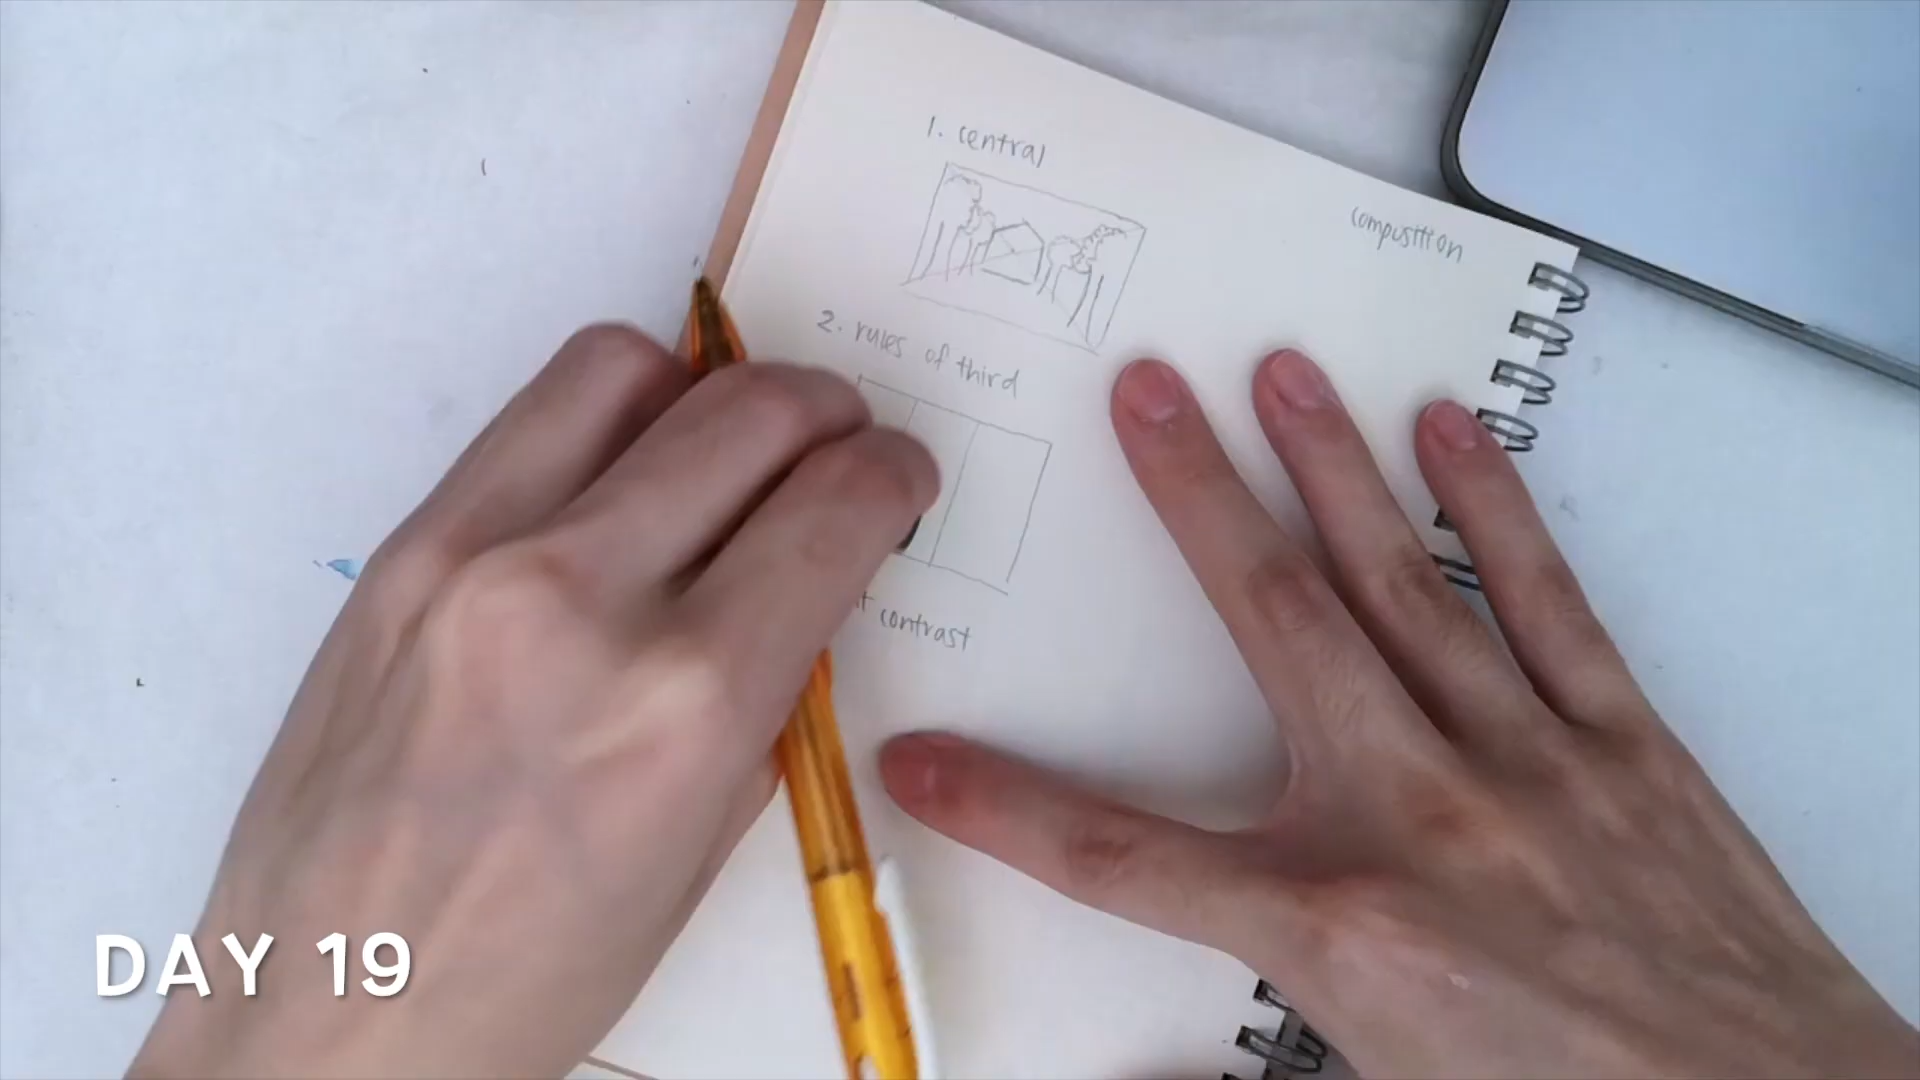 1. central
composition
2. rules of third
contrast
DAY 19